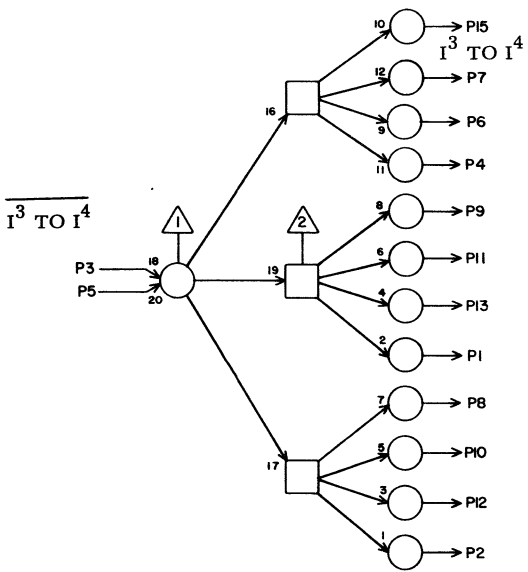 10 P15
I³ TO I⁴
12 P7
16
9 P6
11 P4
I³ TO I⁴
8 P9
1 2
6 P11
P3 18 19
4 P13
P5 20
2 P1
7 P8
5 P10
17
3 P12
1 P2